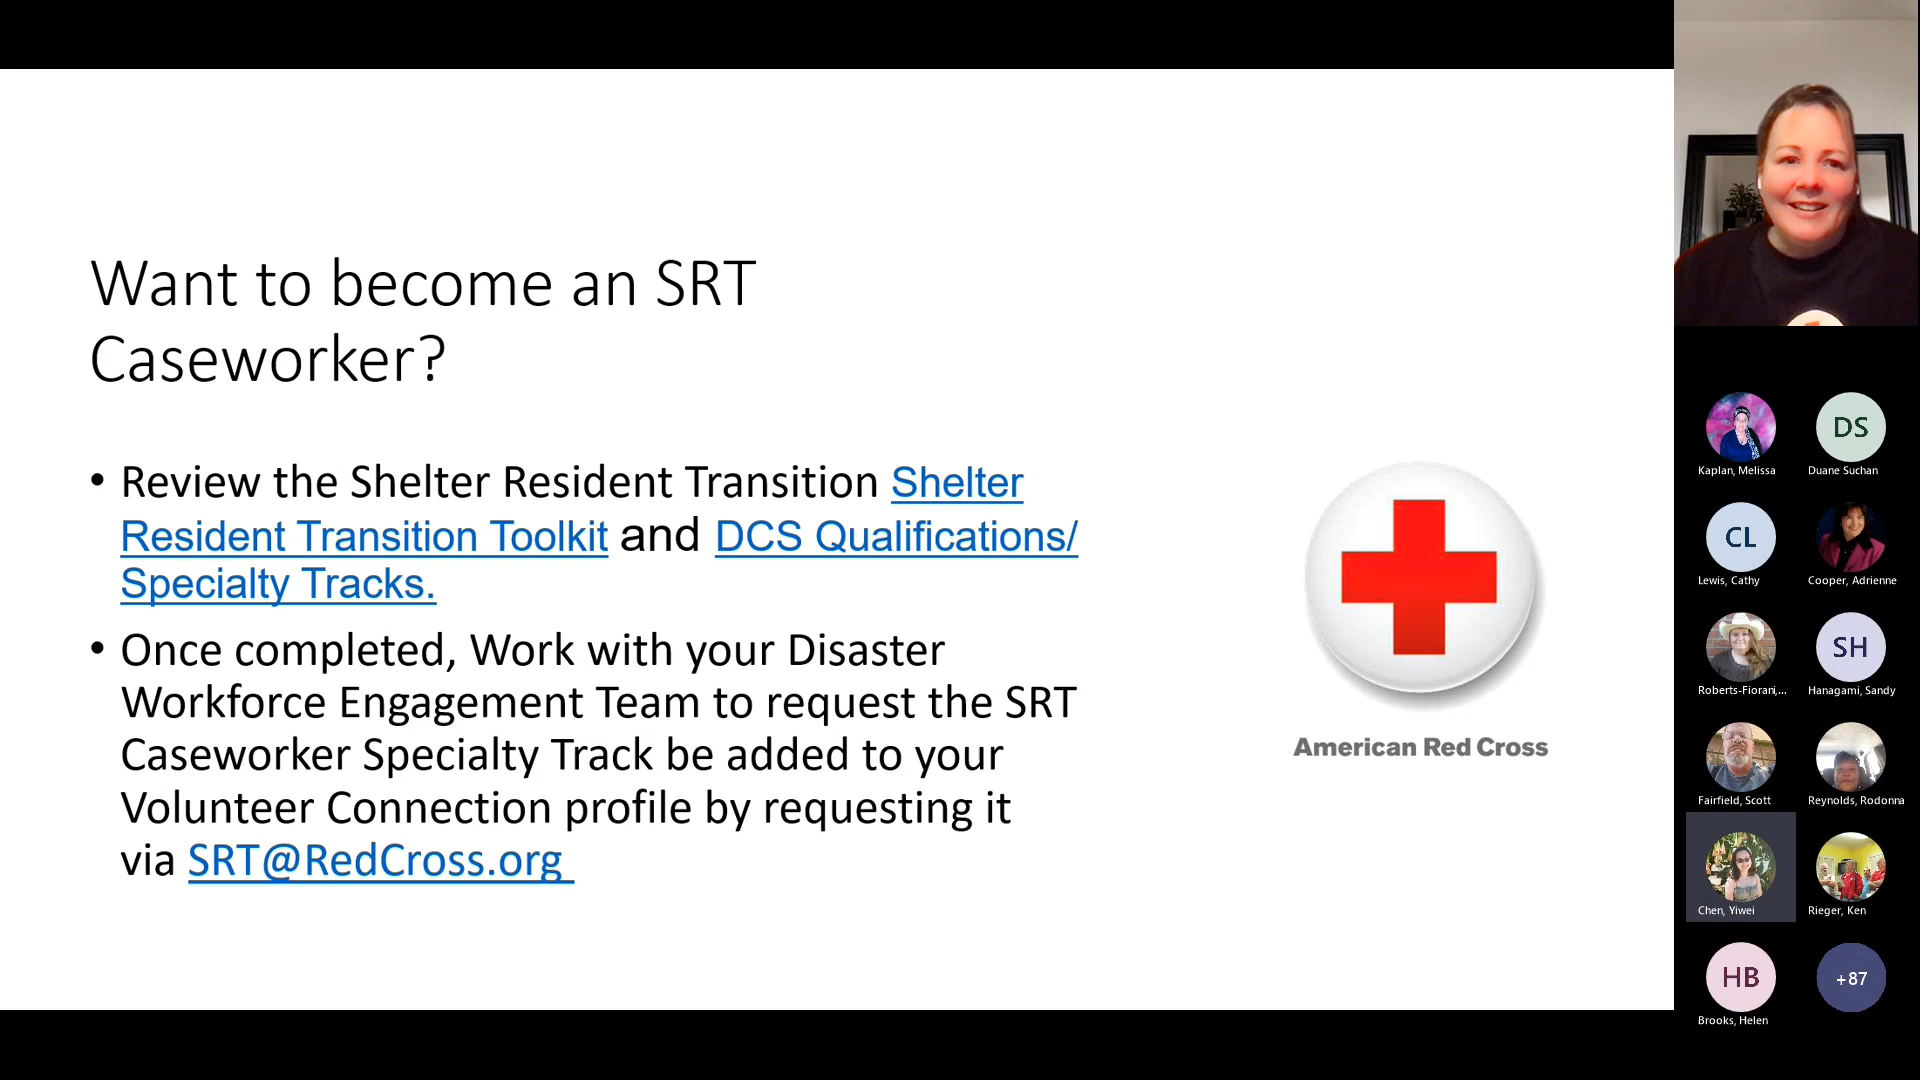 Want to become an SRT
Caseworker?
• Review the Shelter Resident Transition Shelter
Resident Transition Toolkit and DCS Qualifications/
Specialty Tracks.
• Once completed, Work with your Disaster
Workforce Engagement Team to request the SRT
Caseworker Specialty Track be added to your
Volunteer Connection profile by requesting it
via SRT@RedCross.org
American Red Cross
Kaplan, Melissa
DS
Duane Suchan
CL
Lewis, Cathy
Cooper, Adrienne
Roberts-Fiorani,...
SH
Hanagami, Sandy
Fairfield, Scott
Reynolds, Rodonna
Chen, Yiwei
Rieger, Ken
HB
Brooks, Helen
+87